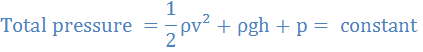 Total pressure = 1/2 ρv² + ρgh + p = constant